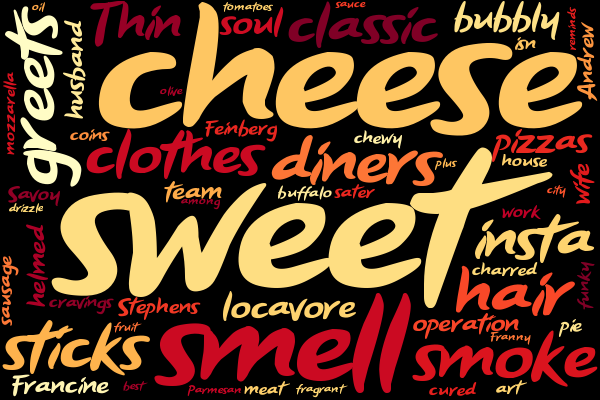 oil
tomatoes
sauce
Thin
soul
classic
bubbly
isn
reminds
Andrew
greets
husband
cheese
mozzarella
olive
coins
Feinberg
chewy
pizzas
clothes
diners
plus
house
wife
city
Savoy
drizzle
team
among
buffalo
sater
sweet
work
insta
helmed
charred
funky
sausage
cravings
Stephens
locavore
hair
fruit
operation
Franny
pie
sticks
smell
smoke
Francine
best
Parmesan
meat
fragrant
cured
art